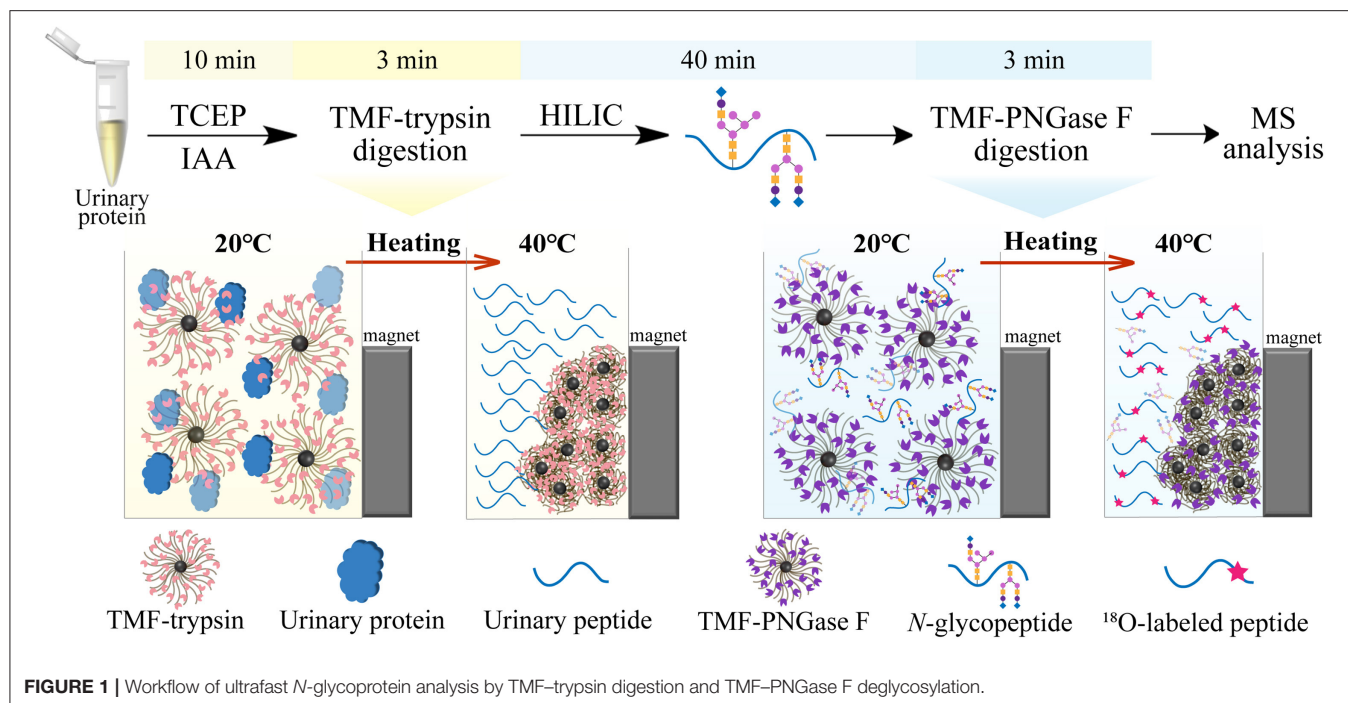 10 min
3 min
40 min
3 min
TCEP
IAA
TMF-trypsin
digestion
HILIC
TMF-PNGase F
digestion
MS
analysis
Urinary
protein
20°C
Heating
40°C
magnet
magnet
20°C
Heating
40°C
magnet
magnet
TMF-trypsin
Urinary protein
Urinary peptide
TMF-PNGase F
N-glycopeptide
¹⁸O-labeled peptide
FIGURE 1 | Workflow of ultrafast N-glycoprotein analysis by TMF–trypsin digestion and TMF–PNGase F deglycosylation.